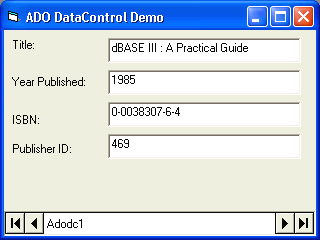 ADO DataControl Demo
Title: dBASE III : A Practical Guide
Year Published: 1985
ISBN: 0-0038307-6-4
Publisher ID: 469
Adodc1